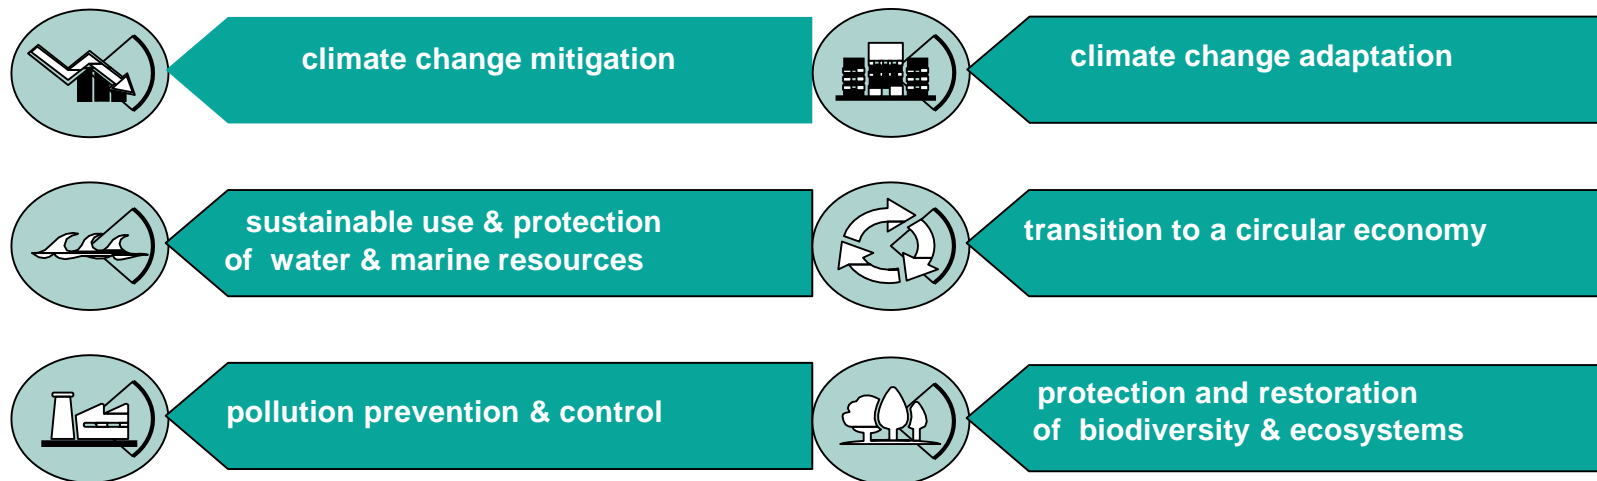 climate change mitigation
climate change adaptation
sustainable use & protection
of water & marine resources
transition to a circular economy
pollution prevention & control
protection and restoration
of biodiversity & ecosystems